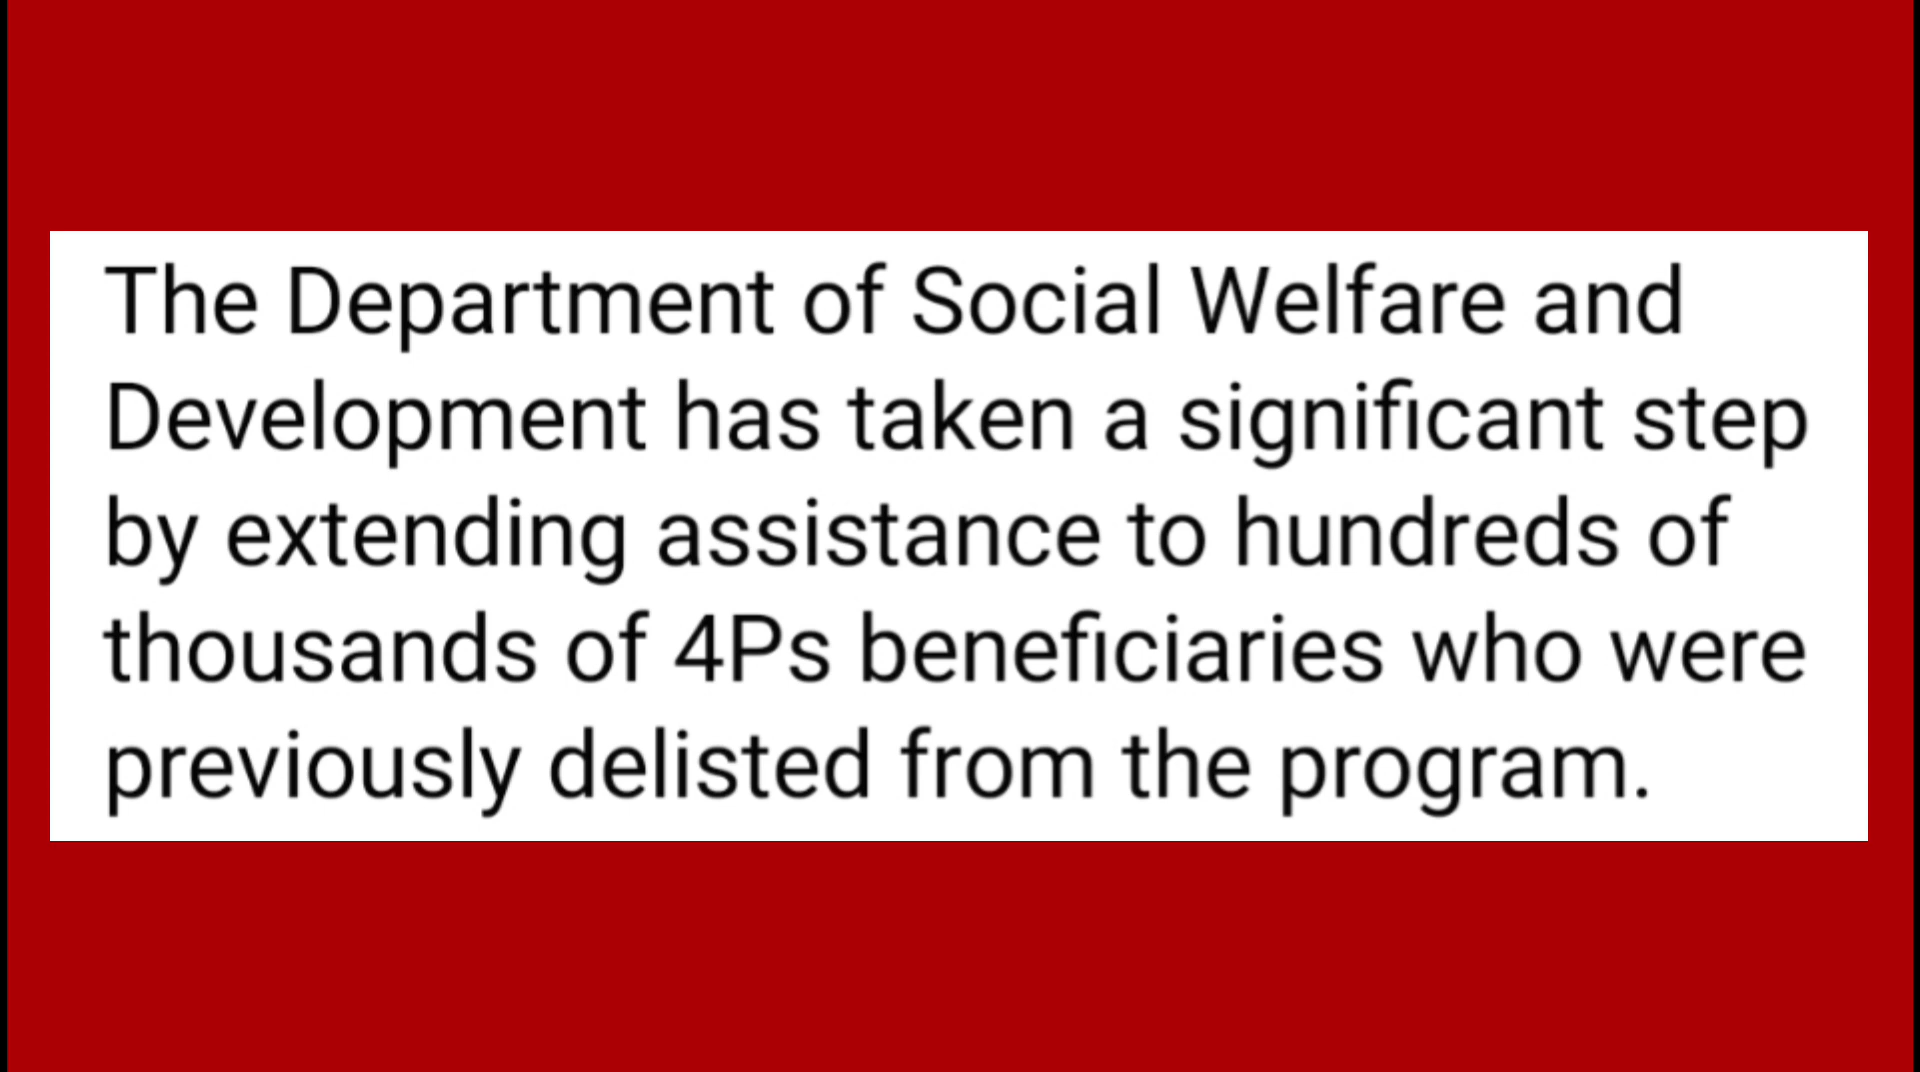 The Department of Social Welfare and
Development has taken a significant step
by extending assistance to hundreds of
thousands of 4Ps beneficiaries who were
previously delisted from the program.